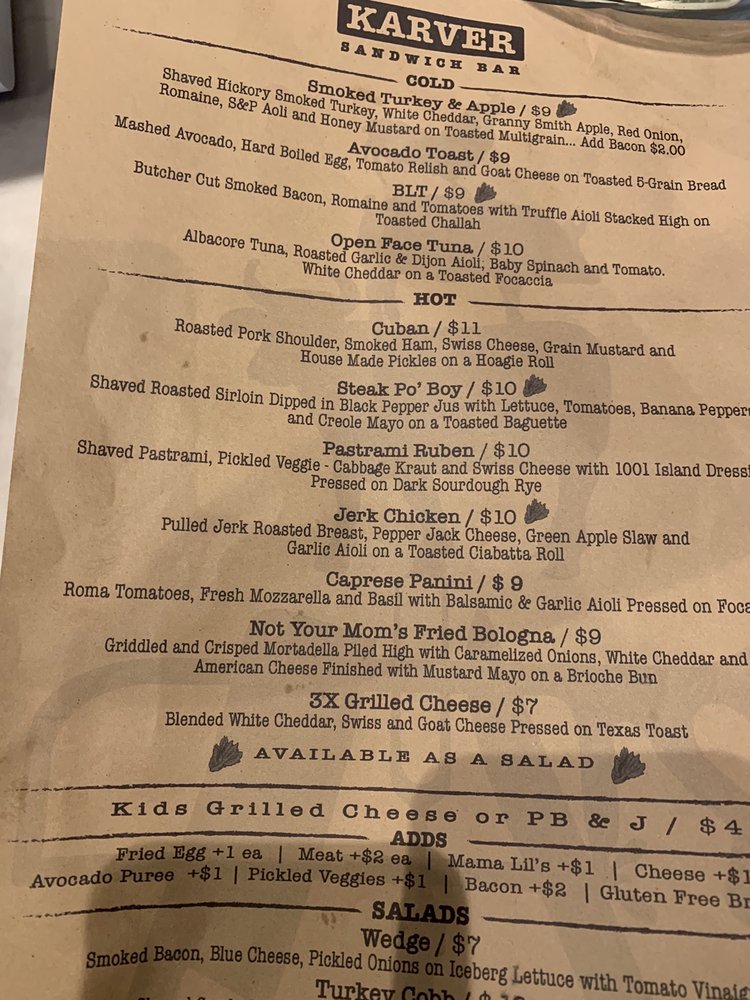 KARVER
SANDWICH BAR
COLD
Smoked Turkey & Apple / $9
Shaved Hickory Smoked Turkey, White Cheddar, Granny Smith Apple, Red Onion,
Romaine, S&P Aoli and Honey Mustard on Toasted Multigrain... Add Bacon $2.00
Avocado Toast / $9
Mashed Avocado, Hard Boiled Egg, Tomato Relish and Goat Cheese on Toasted 5-Grain Bread
BLT / $9
Butcher Cut Smoked Bacon, Romaine and Tomatoes with Truffle Aioli Stacked High on
Toasted Challah
Open Face Tuna / $10
Albacore Tuna, Roasted Garlic & Dijon Aioli; Baby Spinach and Tomato.
White Cheddar on a Toasted Focaccia
HOT
Cuban / $11
Roasted Pork Shoulder, Smoked Ham, Swiss Cheese, Grain Mustard and
House Made Pickles on a Hoagie Roll
Steak Po' Boy / $10
Shaved Roasted Sirloin Dipped in Black Pepper Jus with Lettuce, Tomatoes, Banana Pepper
and Creole Mayo on a Toasted Baguette
Pastrami Ruben / $10
Shaved Pastrami, Pickled Veggie - Cabbage Kraut and Swiss Cheese with 1001 Island Dressi
Pressed on Dark Sourdough Rye
Jerk Chicken / $10
Pulled Jerk Roasted Breast, Pepper Jack Cheese, Green Apple Slaw and
Garlic Aioli on a Toasted Ciabatta Roll
Caprese Panini / $ 9
Roma Tomatoes, Fresh Mozzarella and Basil with Balsamic & Garlic Aioli Pressed on Foca
Not Your Mom's Fried Bologna / $9
Griddled and Crisped Mortadella Piled High with Caramelized Onions, White Cheddar and
American Cheese Finished with Mustard Mayo on a Brioche Bun
3X Grilled Cheese / $7
Blended White Cheddar, Swiss and Goat Cheese Pressed on Texas Toast
AVAILABLE AS A SALAD
Kids Grilled Cheese or PB & J / $4
ADDS
Fried Egg +1 ea | Meat +$2 ea | Mama Lil's +$1 | Cheese +$1
Avocado Puree +$1 | Pickled Veggies +$1 | Bacon +$2 | Gluten Free Br
SALADS
Wedge / $7
Smoked Bacon, Blue Cheese, Pickled Onions on Iceberg Lettuce with Tomato Vinaig
Turkey Cobb /